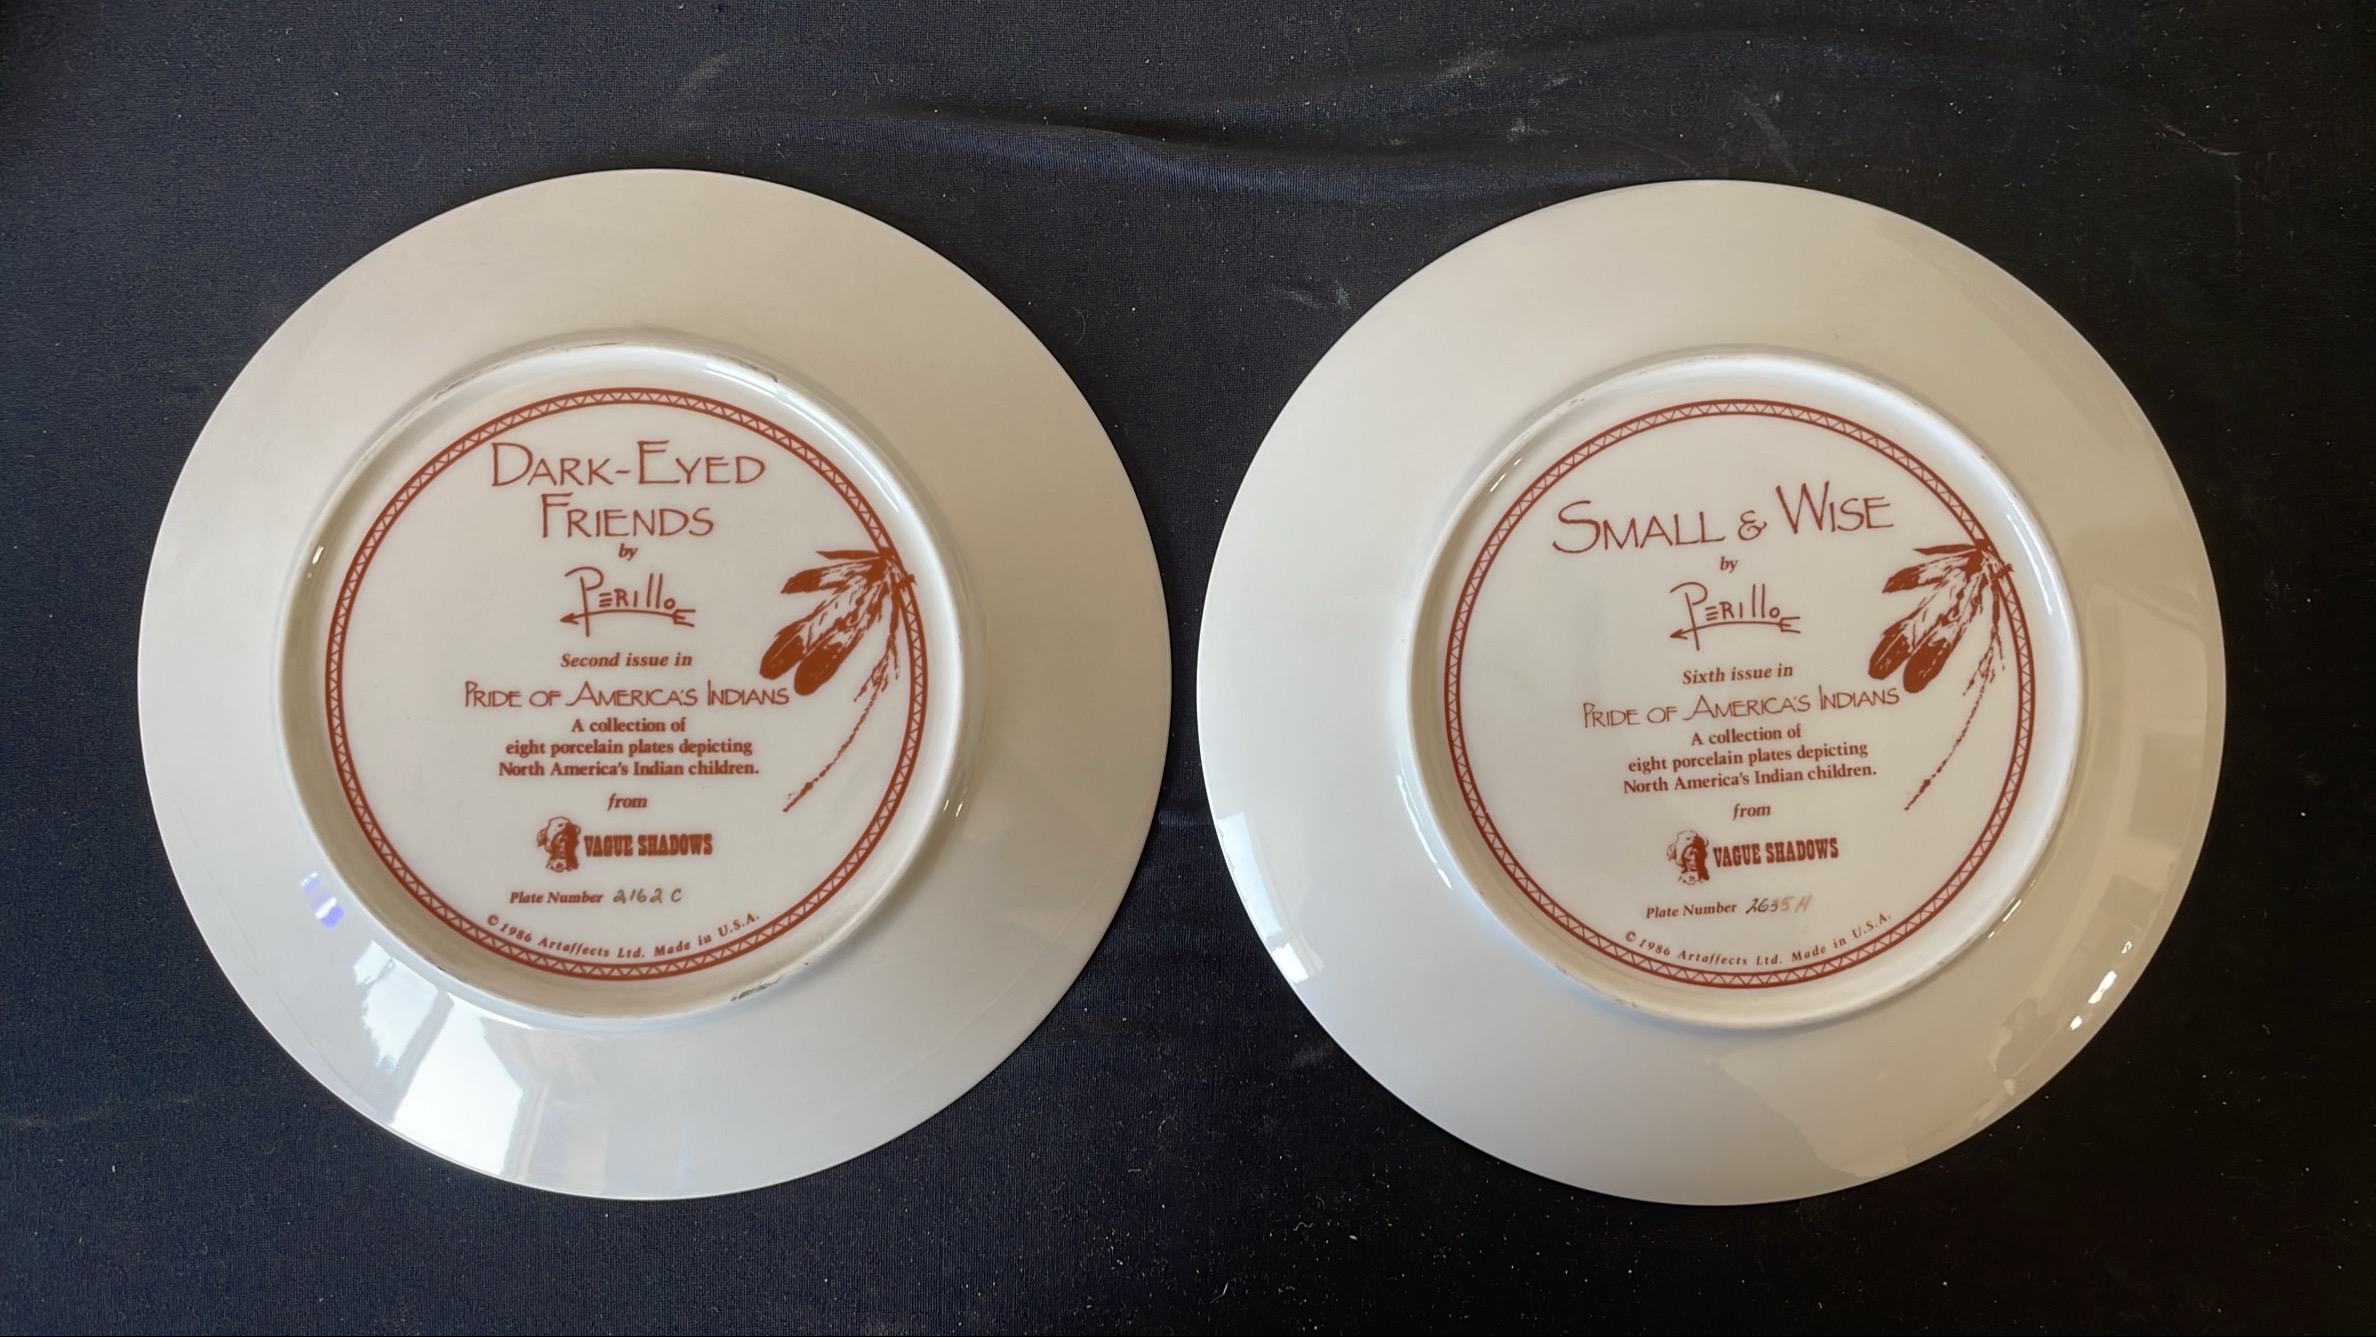 DARK-EYED
FRIENDS
by
PERILLO
Second issue in
PRIDE OF AMERICA'S INDIANS
A collection of
eight porcelain plates depicting
North America's Indian children.
from
VAGUE SHADOWS
Plate Number 2162 C
© 1986 Artaffects Ltd. Made in U.S.A.
SMALL & WISE
by
PERILLO
Sixth issue in
PRIDE OF AMERICA'S INDIANS
A collection of
eight porcelain plates depicting
North America's Indian children.
from
VAGUE SHADOWS
Plate Number 2635 H
© 1986 Artaffects Ltd. Made in U.S.A.